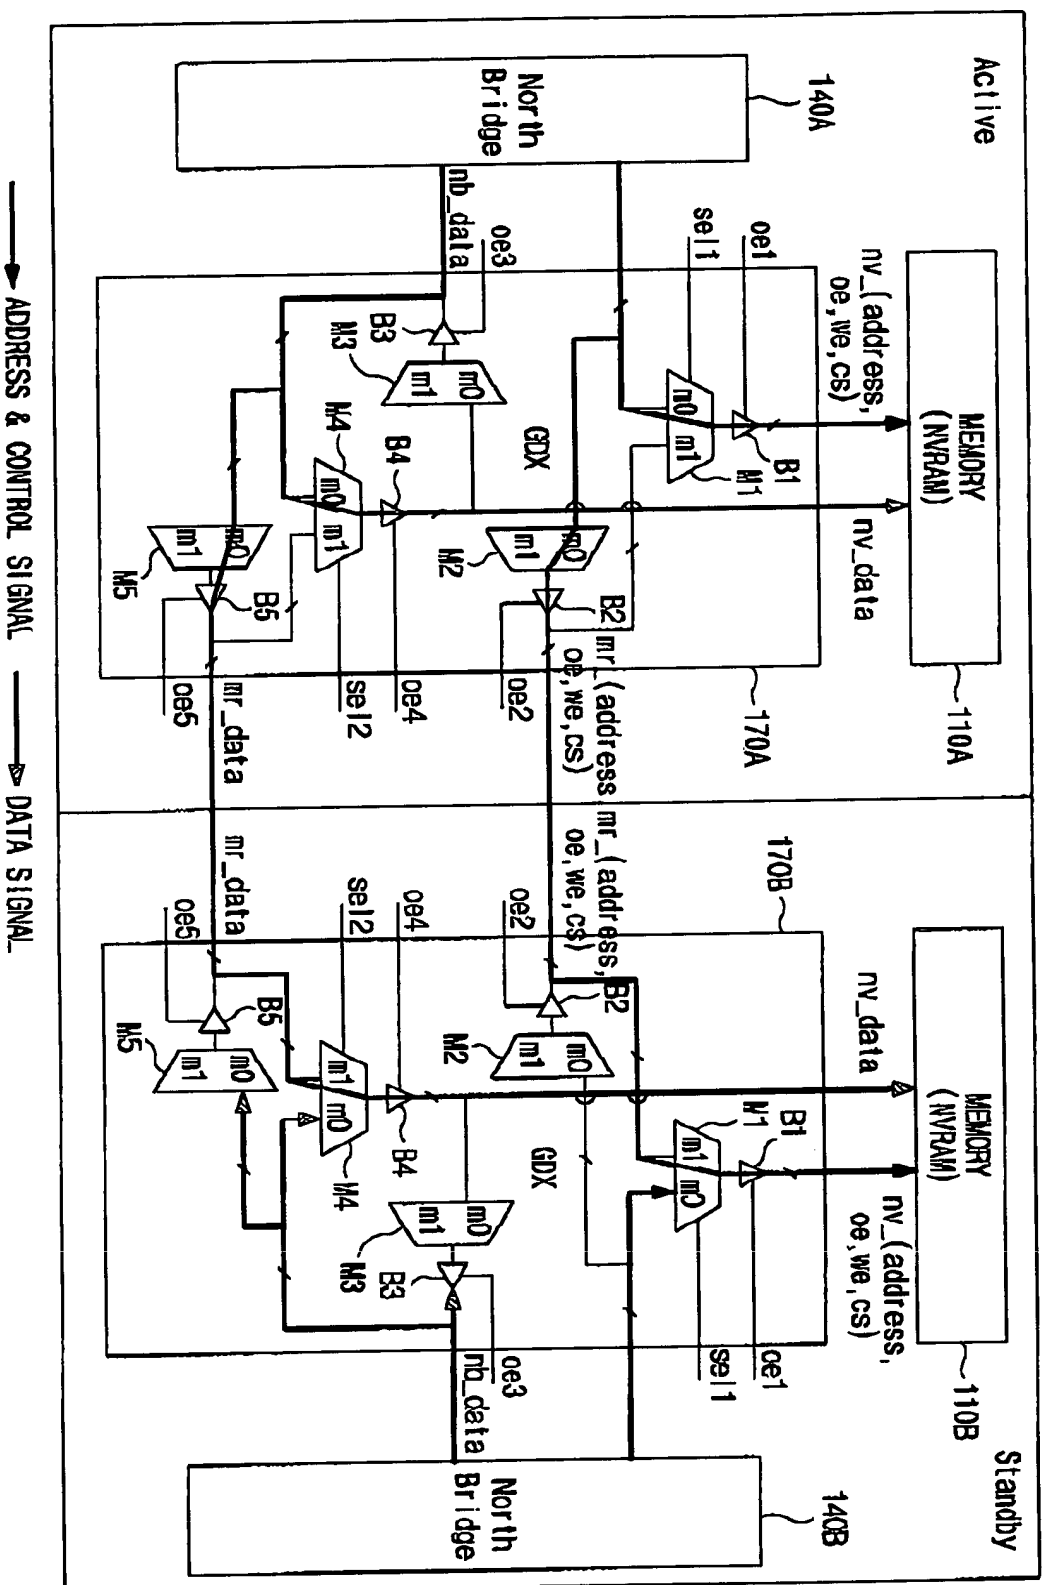 Active
140A
North
Bridge
nb_data
oe3
sel1
oe1
nv_(address,
oe,we,cs)
MEMORY
(NVRAM)
nv_data
110A
B1
m0
m1
M1
B3
M3
m0
m1
GDX
M4
m0
m1
B4
M2
m0
m1
B2
M5
m0
m1
B5
oe5
mr_data
sel2
oe4
oe2
mr_(address
oe,we,cs)
170A
Standby
170B
mr_(address,
oe,we,cs)
mr_data
oe5
sel2
oe4
oe2
nv_data
MEMORY
(NVRAM)
nv_(address,
oe,we,cs)
110B
B1
M1
m1
m0
B2
M2
m0
m1
GDX
B4
m1
m0
M4
B5
M5
m0
m1
m0
m1
M3
B3
oe3
nb_data
sel1
oe1
North
Bridge
140B
ADDRESS & CONTROL SIGNAL
DATA SIGNAL